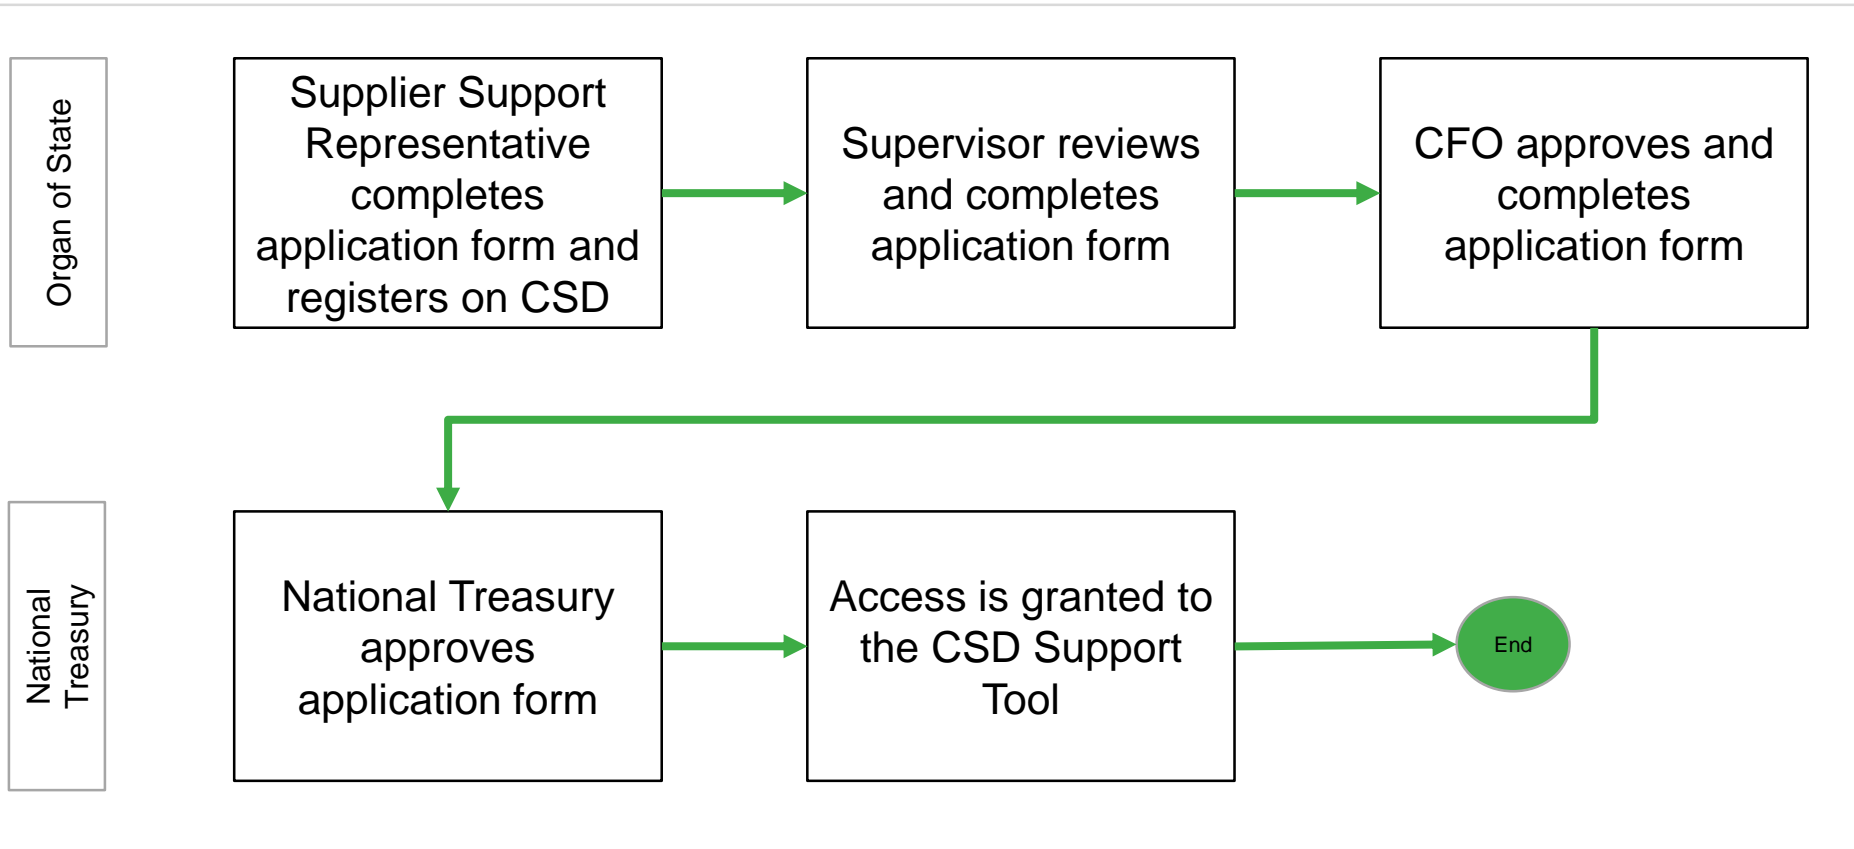 Organ of State
Supplier Support
Representative
completes
application form and
registers on CSD
Supervisor reviews
and completes
application form
CFO approves and
completes
application form
National
Treasury
National Treasury
approves
application form
Access is granted to
the CSD Support
Tool
End